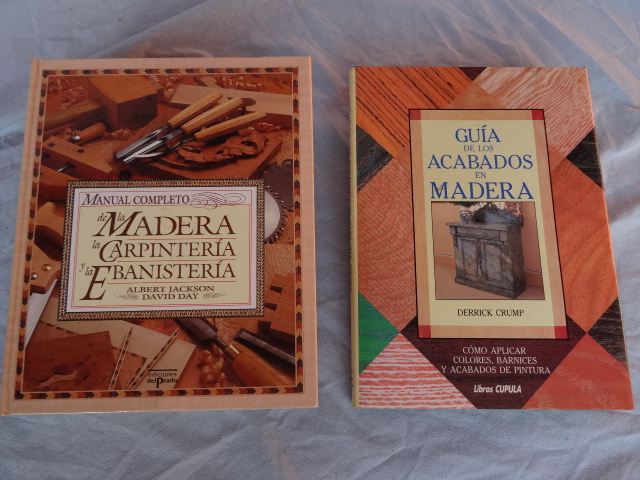 MANUAL COMPLETO
de la MADERA
la CARPINTERÍA
y la EBANISTERÍA
ALBERT JACKSON
DAVID DAY
ediciones
del Prado
GUÍA
DE LOS
ACABADOS
EN
MADERA
DERRICK CRUMP
CÓMO APLICAR
COLORES, BARNICES
Y ACABADOS DE PINTURA
Libros CUPULA